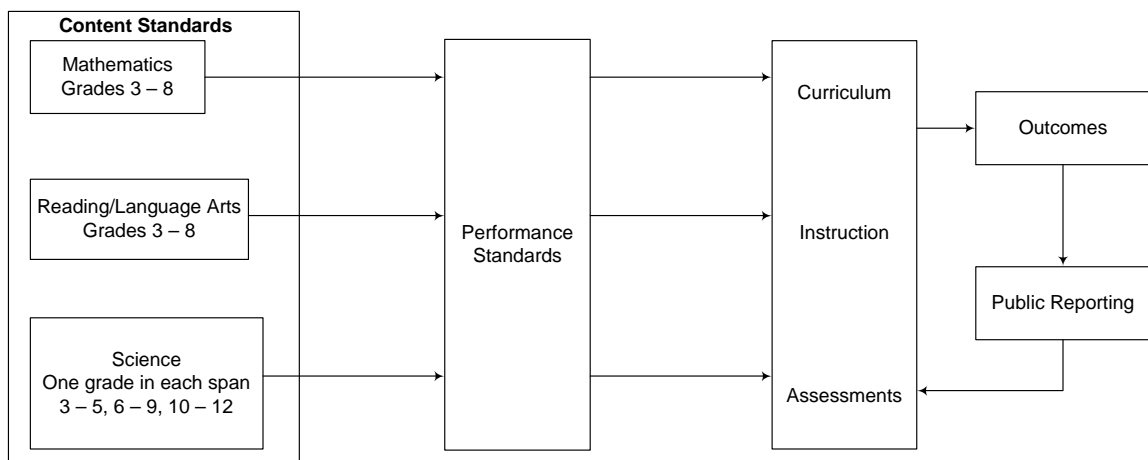 Content Standards
Mathematics
Grades 3 – 8
Reading/Language Arts
Grades 3 – 8
Science
One grade in each span
3 – 5, 6 – 9, 10 – 12
Performance
Standards
Curriculum
Instruction
Assessments
Outcomes
Public Reporting